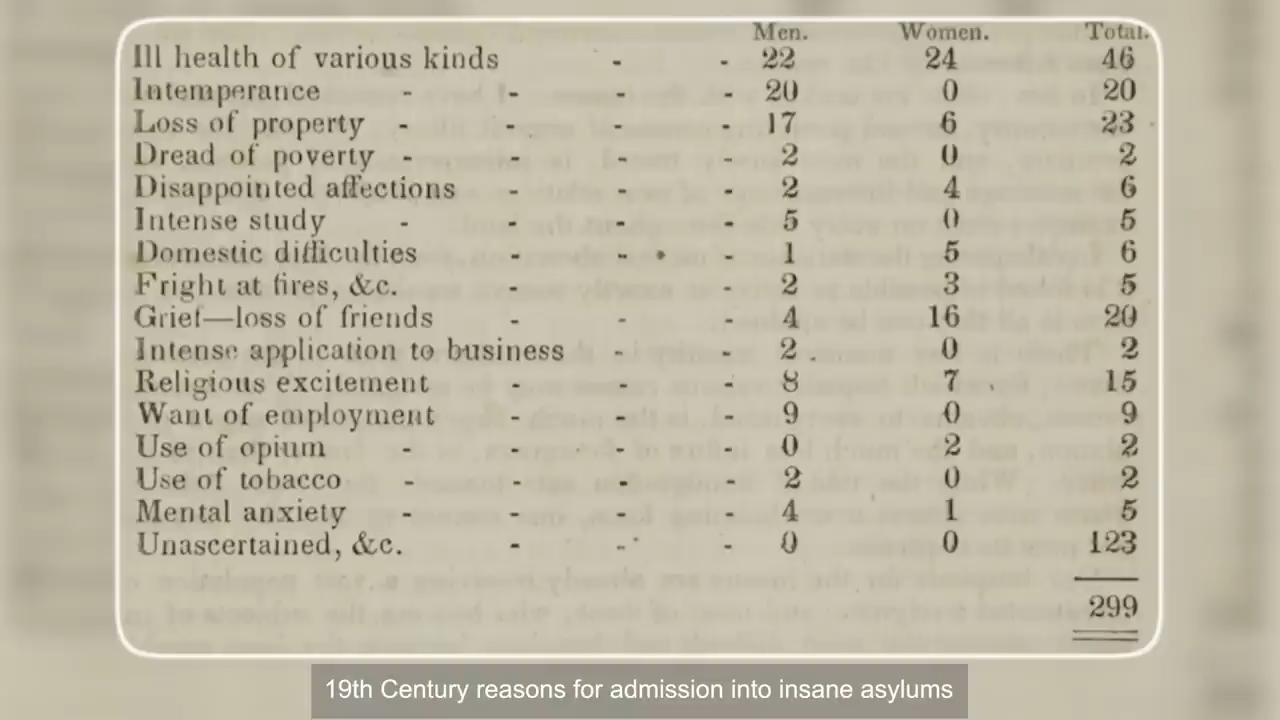 Men. Women. Total.
Ill health of various kinds - - 22 24 46
Intemperance - - - - 20 0 20
Loss of property - - - - 17 6 23
Dread of poverty - - - - 2 0 2
Disappointed affections - - - 2 4 6
Intense study - - - - 5 0 5
Domestic difficulties - - - 1 5 6
Fright at fires, &c. - - - 2 3 5
Grief—loss of friends - - - 4 16 20
Intense application to business - - 2 0 2
Religious excitement - - - 8 7 15
Want of employment - - - 9 0 9
Use of opium - - - - 0 2 2
Use of tobacco - - - - 2 0 2
Mental anxiety - - - - 4 1 5
Unascertained, &c. - - - 0 0 123
299
19th Century reasons for admission into insane asylums